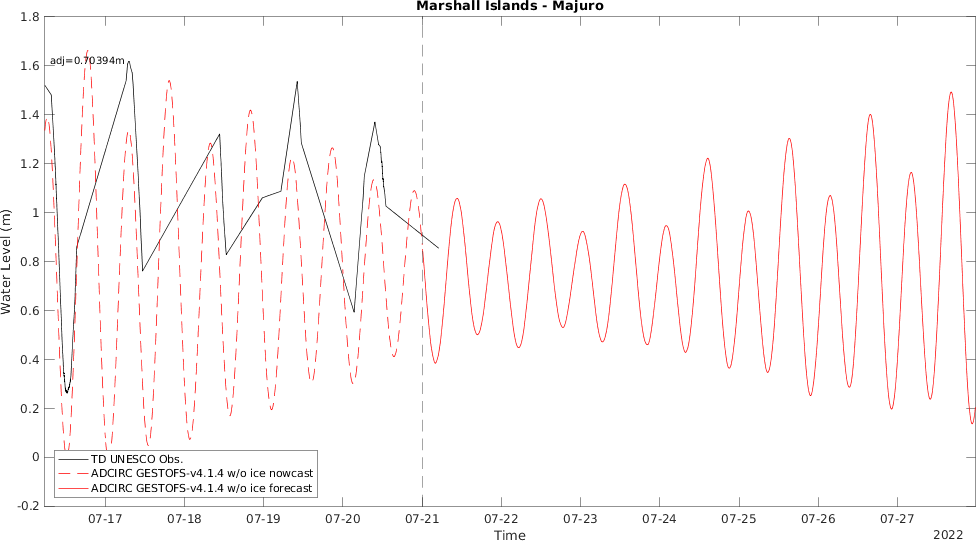 Marshall Islands - Majuro
1.8
1.6
1.4
1.2
1
0.8
0.6
0.4
0.2
0
-0.2
Water Level (m)
adj=0.70394m
TD UNESCO Obs.
ADCIRC GESTOFS-v4.1.4 w/o ice nowcast
ADCIRC GESTOFS-v4.1.4 w/o ice forecast
07-17 07-18 07-19 07-20 07-21 07-22 07-23 07-24 07-25 07-26 07-27
Time
2022